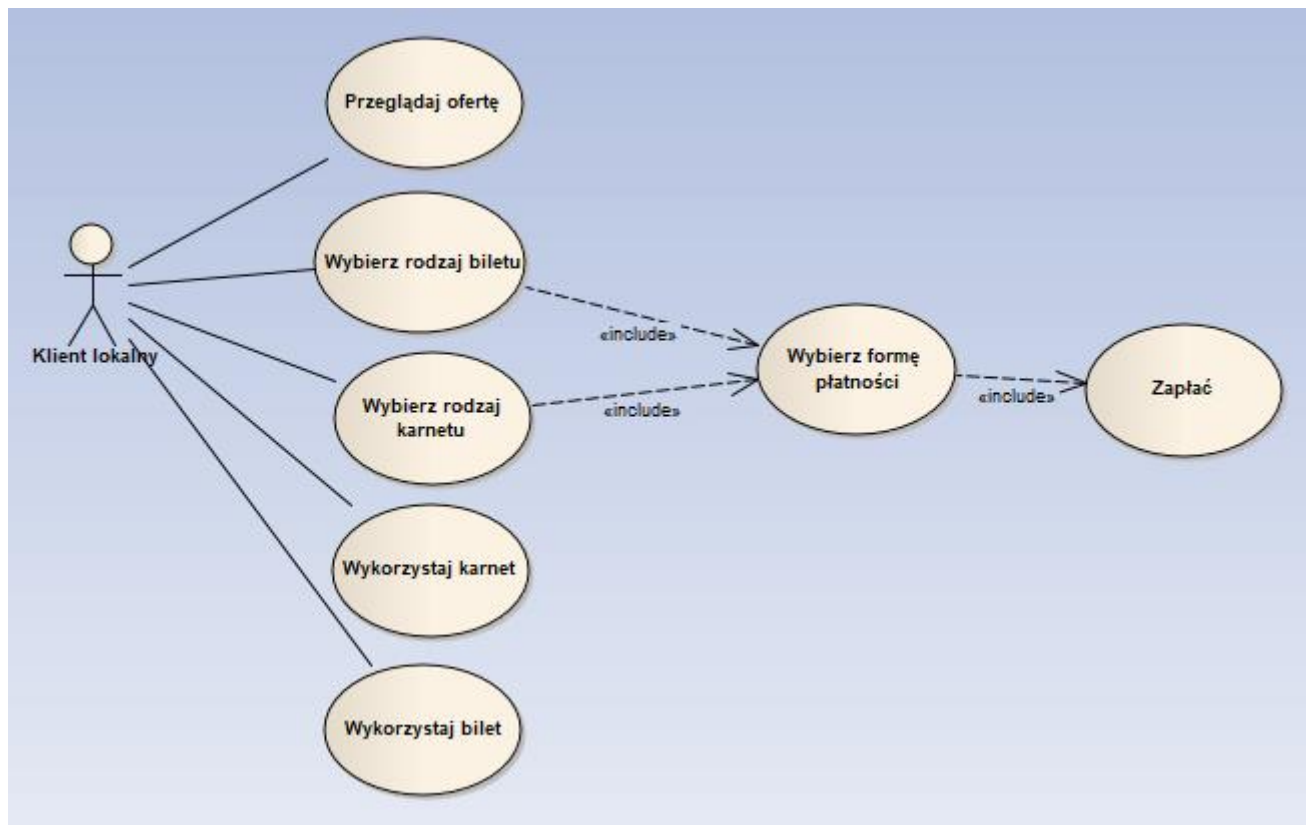 Przeglądaj ofertę
Wybierz rodzaj biletu
Klient lokalny
«include»
Wybierz formę
płatności
Zapłać
«include»
Wybierz rodzaj
karnetu
«include»
Wykorzystaj karnet
Wykorzystaj bilet